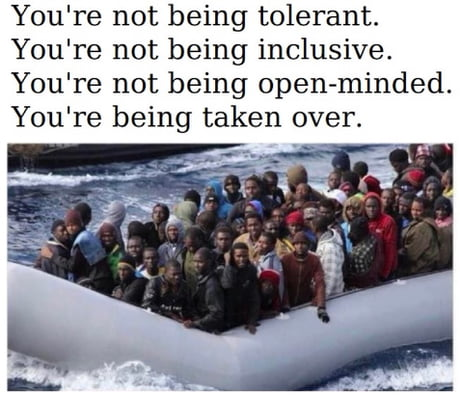 You're not being tolerant.
You're not being inclusive.
You're not being open-minded.
You're being taken over.